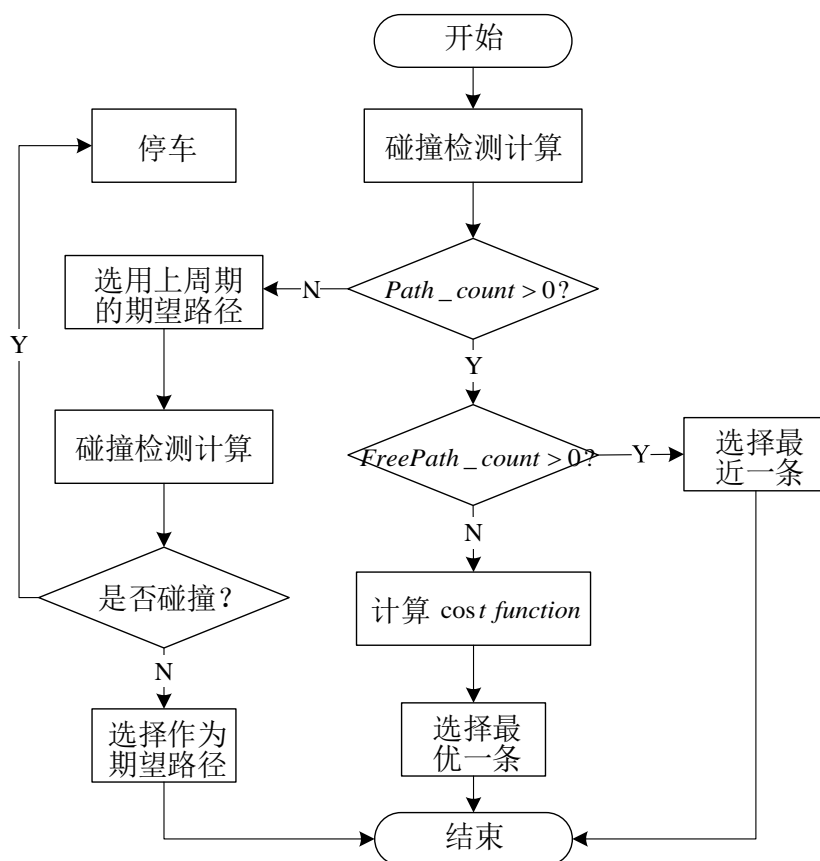 开始
停车
碰撞检测计算
选用上周期
的期望路径
N
Path_count > 0?
Y
Y
碰撞检测计算
FreePath_count > 0?
Y
选择最
近一条
N
是否碰撞？
计算 cost function
N
选择作为
期望路径
选择最
优一条
结束